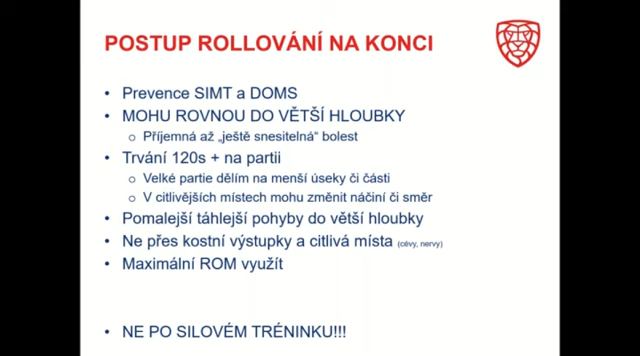 POSTUP ROLLOVÁNÍ NA KONCI
• Prevence SIMT a DOMS
• MOHU ROVNOU DO VĚTŠÍ HLOUBKY
o Příjemná až „ještě snesitelná“ bolest
• Trvání 120s + na partii
o Velké partie dělím na menší úseky či části
o V citlivějších místech mohu změnit náčiní či směr
• Pomalejší táhlejší pohyby do větší hloubky
• Ne přes kostní výstupky a citlivá místa (cévy, nervy)
• Maximální ROM využít
• NE PO SILOVÉM TRÉNINKU!!!